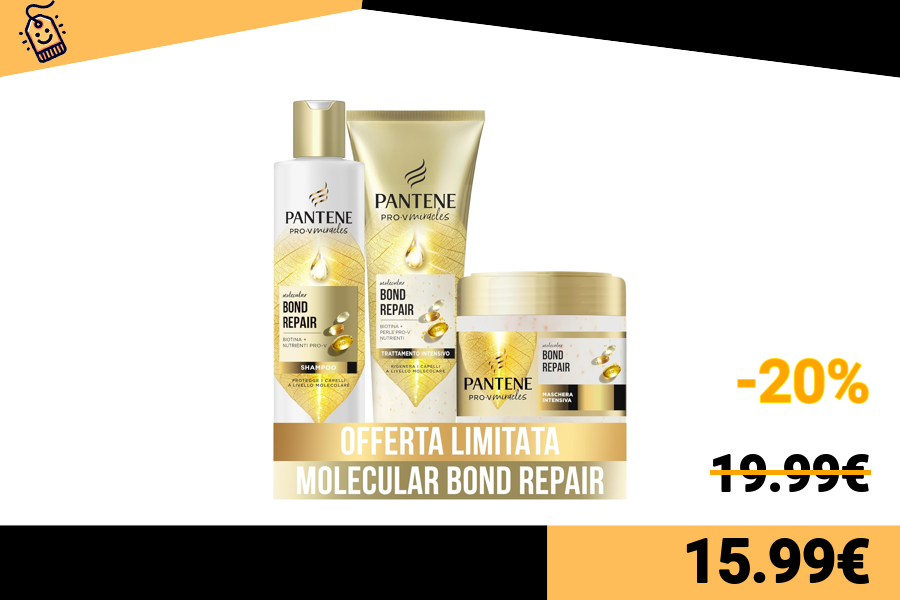 PANTENE
PRO-V miracles
molecular
BOND
REPAIR
BIOTINA +
NUTRIENTI PRO-V
SHAMPOO
PROTEGGE I CAPELLI
A LIVELLO MOLECOLARE
PANTENE
PRO-V miracles
molecular
BOND
REPAIR
BIOTINA +
PERLE PRO-V
NUTRIENTI
TRATTAMENTO INTENSIVO
RIGENERA I CAPELLI
A LIVELLO MOLECOLARE
PANTENE
PRO-V miracles
molecular
BOND
REPAIR
MASCHERA
INTENSIVA
OFFERTA LIMITATA
MOLECULAR BOND REPAIR
-20%
19.99€
15.99€